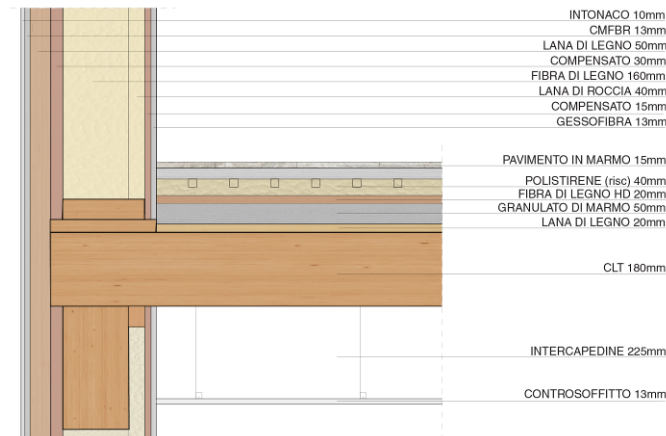 INTONACO 10mm
CMFBR 13mm
LANA DI LEGNO 50mm
COMPENSATO 30mm
FIBRA DI LEGNO 160mm
LANA DI ROCCIA 40mm
COMPENSATO 15mm
GESSOFIBRA 13mm
PAVIMENTO IN MARMO 15mm
POLISTIRENE (risc) 40mm
FIBRA DI LEGNO HD 20mm
GRANULATO DI MARMO 50mm
LANA DI LEGNO 20mm
CLT 180mm
INTERCAPEDINE 225mm
CONTROSOFFITTO 13mm